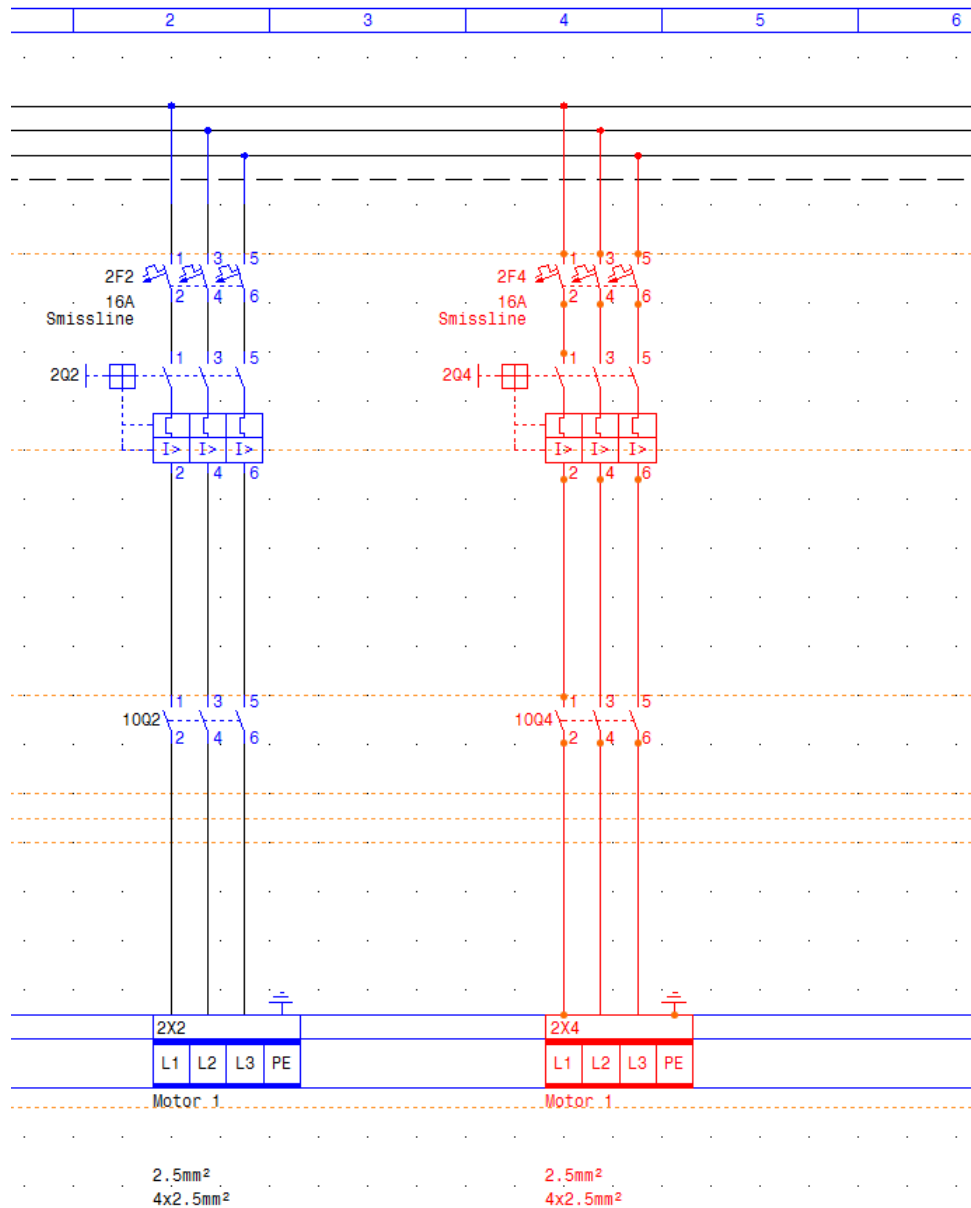 2 3 4 5 6
1 3 5 1 3 5
2F2 2F4
2 4 6 2 4 6
16A 16A
Smissline Smissline
1 3 5 1 3 5
2Q2 2Q4
I> I> I> I> I> I>
2 4 6 2 4 6
1 3 5 1 3 5
10Q2 10Q4
2 4 6 2 4 6
2X2 2X4
L1 L2 L3 PE L1 L2 L3 PE
Motor 1 Motor 1
2.5mm² 2.5mm²
4x2.5mm² 4x2.5mm²